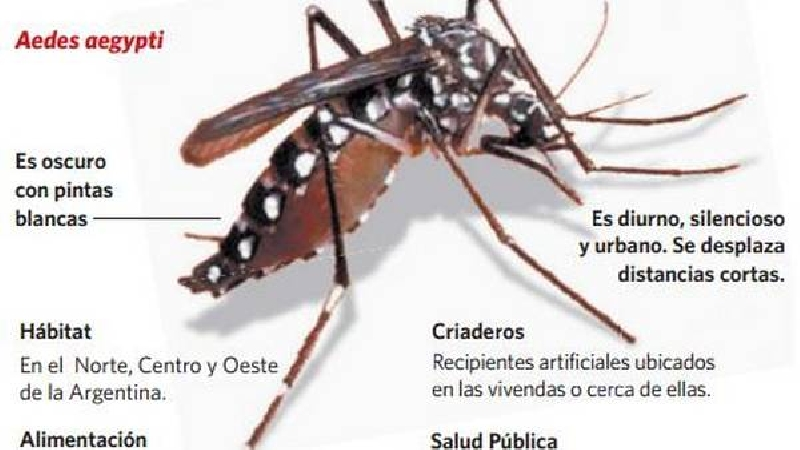 Aedes aegypti
Es oscuro
con pintas
blancas
Es diurno, silencioso
y urbano. Se desplaza
distancias cortas.
Hábitat
En el Norte, Centro y Oeste
de la Argentina.
Criaderos
Recipientes artificiales ubicados
en las viviendas o cerca de ellas.
Alimentación
Salud Pública